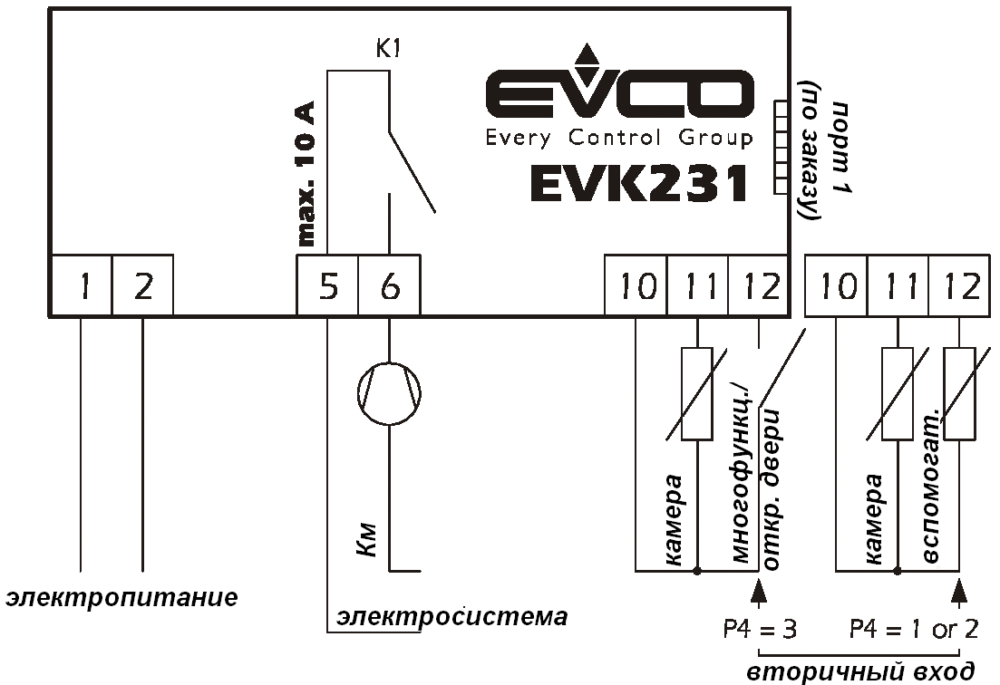 K1
max. 10 A
EVCO
Every Control Group
EVK231
порт 1
(по заказу)
1 2 5 6 10 11 12 10 11 12
Км
камера
многофункц./
откр. двери
камера
вспомогат.
электропитание
электросистема
P4 = 3
P4 = 1 or 2
вторичный вход